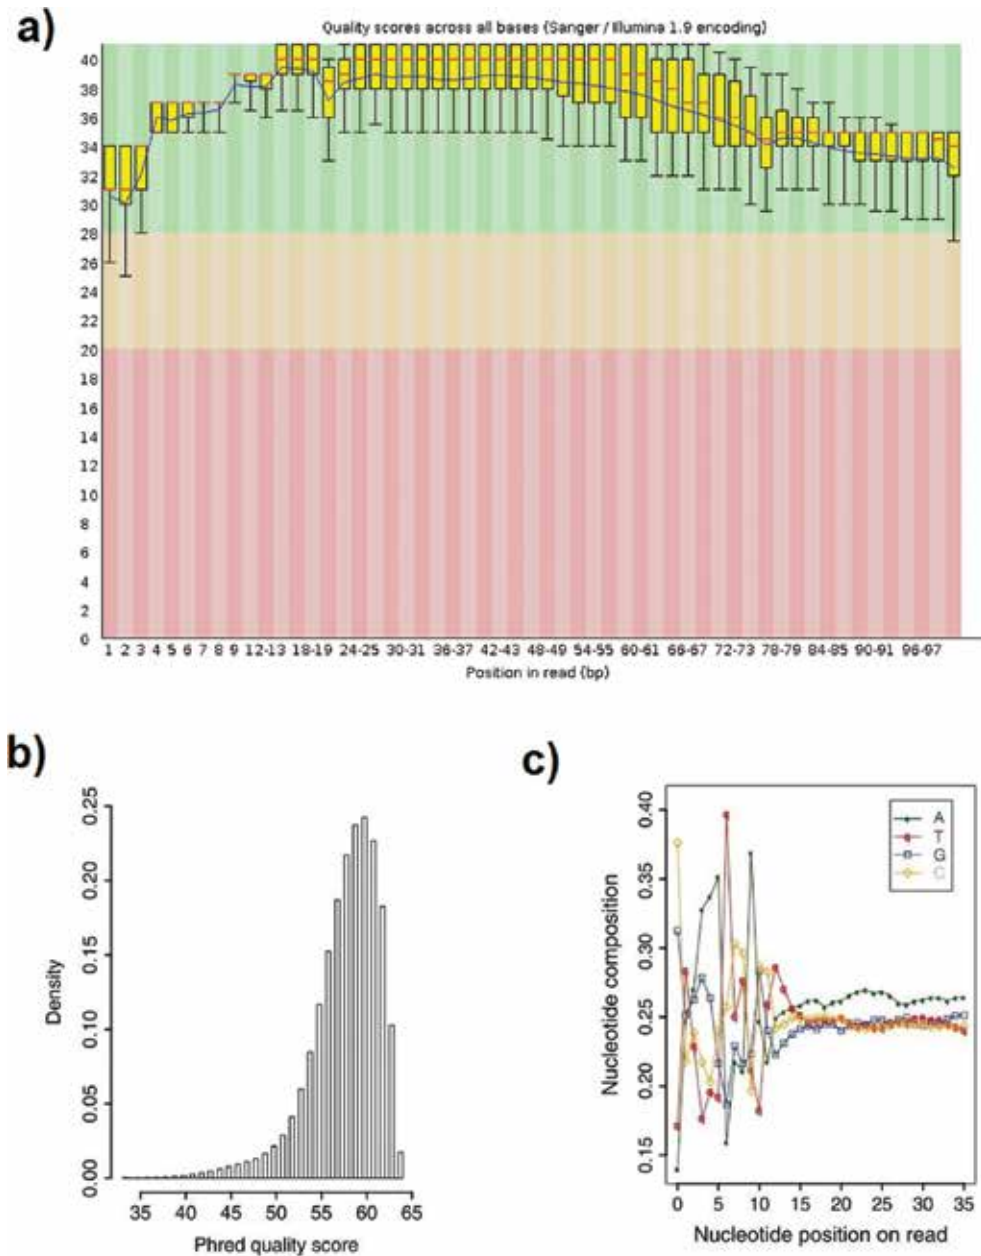 a)
Quality scores across all bases (Sanger / Illumina 1.9 encoding)
40
38
36
34
32
30
28
26
24
22
20
18
16
14
12
10
8
6
4
2
0
1 2 3 4 5 6 7 8 9 12-13 18-19 24-25 30-31 36-37 42-43 48-49 54-55 60-61 66-67 72-73 78-79 84-85 90-91 96-97
Position in read (bp)
b)
Density
0.25
0.20
0.15
0.10
0.05
0.00
35 40 45 50 55 60 65
Phred quality score
c)
Nucleotide composition
0.40
0.35
0.30
0.25
0.20
0.15
A
T
G
C
0 5 10 15 20 25 30 35
Nucleotide position on read